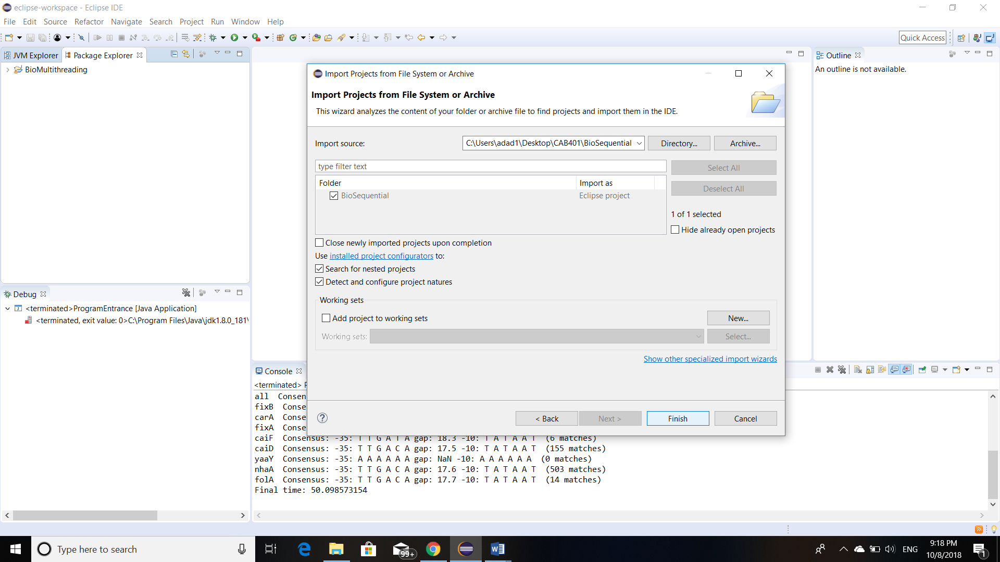 eclipse-workspace - Eclipse IDE
File Edit Source Refactor Navigate Search Project Run Window Help
Quick Access
JVM Explorer Package Explorer
BioMultithreading
Outline
An outline is not available.
Import Projects from File System or Archive
Import Projects from File System or Archive
This wizard analyzes the content of your folder or archive file to find projects and import them in the IDE.
Import source: C:\Users\adad1\Desktop\CAB401\BioSequential Directory... Archive...
type filter text
Select All
Folder Import as
Deselect All
BioSequential Eclipse project
1 of 1 selected
Hide already open projects
Close newly imported projects upon completion
Use installed project configurators to:
Search for nested projects
Detect and configure project natures
Working sets
Add project to working sets New...
Working sets: Select...
Show other specialized import wizards
? < Back Next > Finish Cancel
Debug
<terminated>ProgramEntrance [Java Application]
<terminated, exit value: 0>C:\Program Files\Java\jdk1.8.0_181\
Console
<terminated>
all Consen
fixB Conse
carA Conse
fixA Conse
caiF Consensus: -35: T T G A T A gap: 18.3 -10: T A T A A T (6 matches)
caiD Consensus: -35: T T G A C A gap: 17.5 -10: T A T A A T (155 matches)
yaaY Consensus: -35: A A A A A A gap: NaN -10: A A A A A A (0 matches)
nhaA Consensus: -35: T T G A C A gap: 17.6 -10: T A T A A T (503 matches)
folA Consensus: -35: T T G A C A gap: 17.7 -10: T A T A A T (14 matches)
Final time: 50.098573154
Type here to search
99+
ENG
9:18 PM
10/8/2018
1